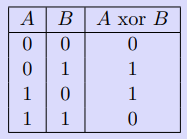 A B A xor B
0 0 0
0 1 1
1 0 1
1 1 0